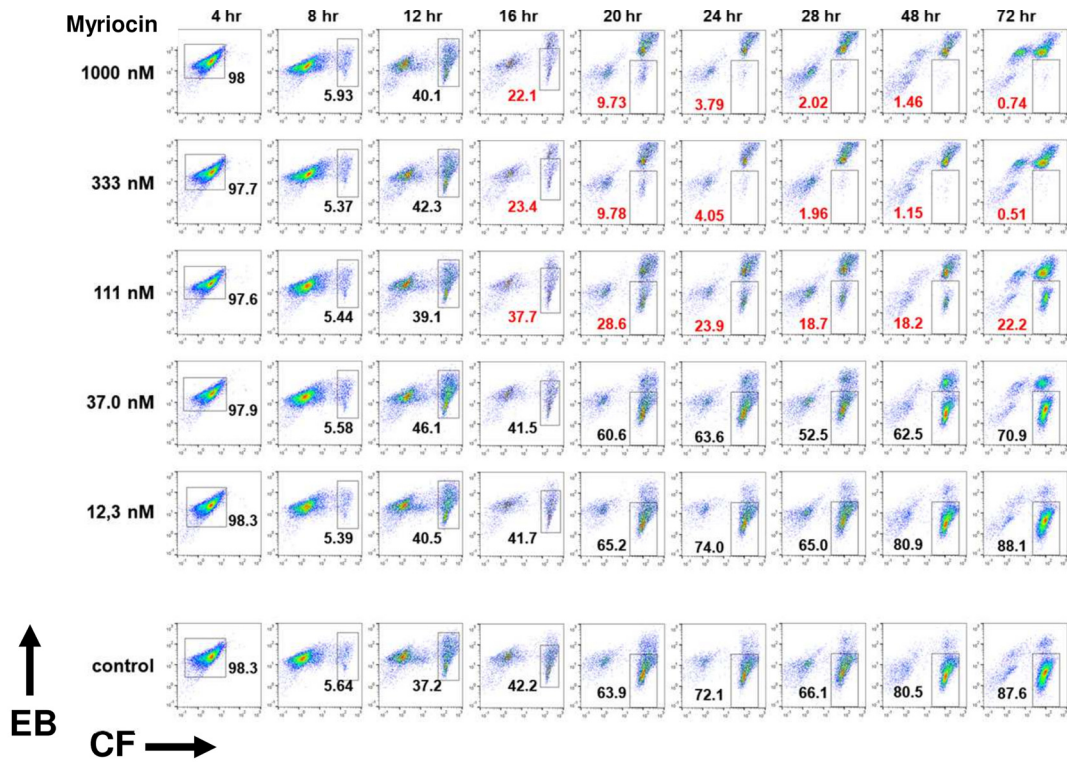 Myriocin 4 hr 8 hr 12 hr 16 hr 20 hr 24 hr 28 hr 48 hr 72 hr
1000 nM 98 5.93 40.1 22.1 9.73 3.79 2.02 1.46 0.74
333 nM 97.7 5.37 42.3 23.4 9.78 4.05 1.96 1.15 0.51
111 nM 97.6 5.44 39.1 37.7 28.6 23.9 18.7 18.2 22.2
37.0 nM 97.9 5.58 46.1 41.5 60.6 63.6 52.5 62.5 70.9
12,3 nM 98.3 5.39 40.5 41.7 65.2 74.0 65.0 80.9 88.1
control 98.3 5.64 37.2 42.2 63.9 72.1 66.1 80.5 87.6
EB
CF